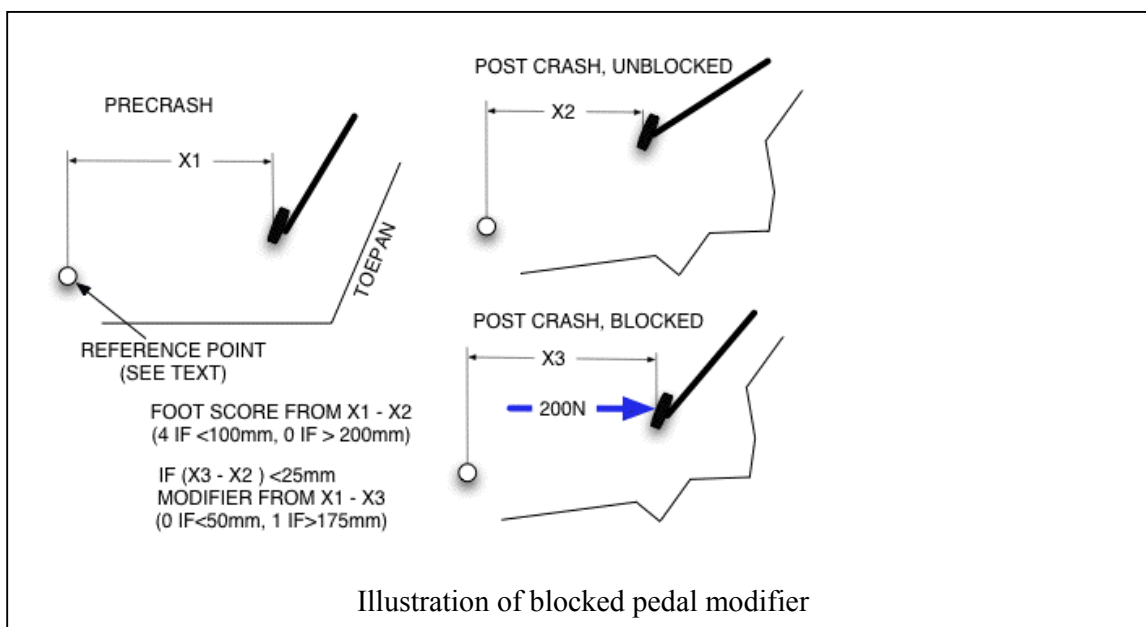 PRECRASH
X1
TOEPAN
REFERENCE POINT
(SEE TEXT)
POST CRASH, UNBLOCKED
X2
POST CRASH, BLOCKED
X3
200N
FOOT SCORE FROM X1 - X2
(4 IF <100mm, 0 IF > 200mm)
IF (X3 - X2 ) <25mm
MODIFIER FROM X1 - X3
(0 IF<50mm, 1 IF>175mm)
Illustration of blocked pedal modifier